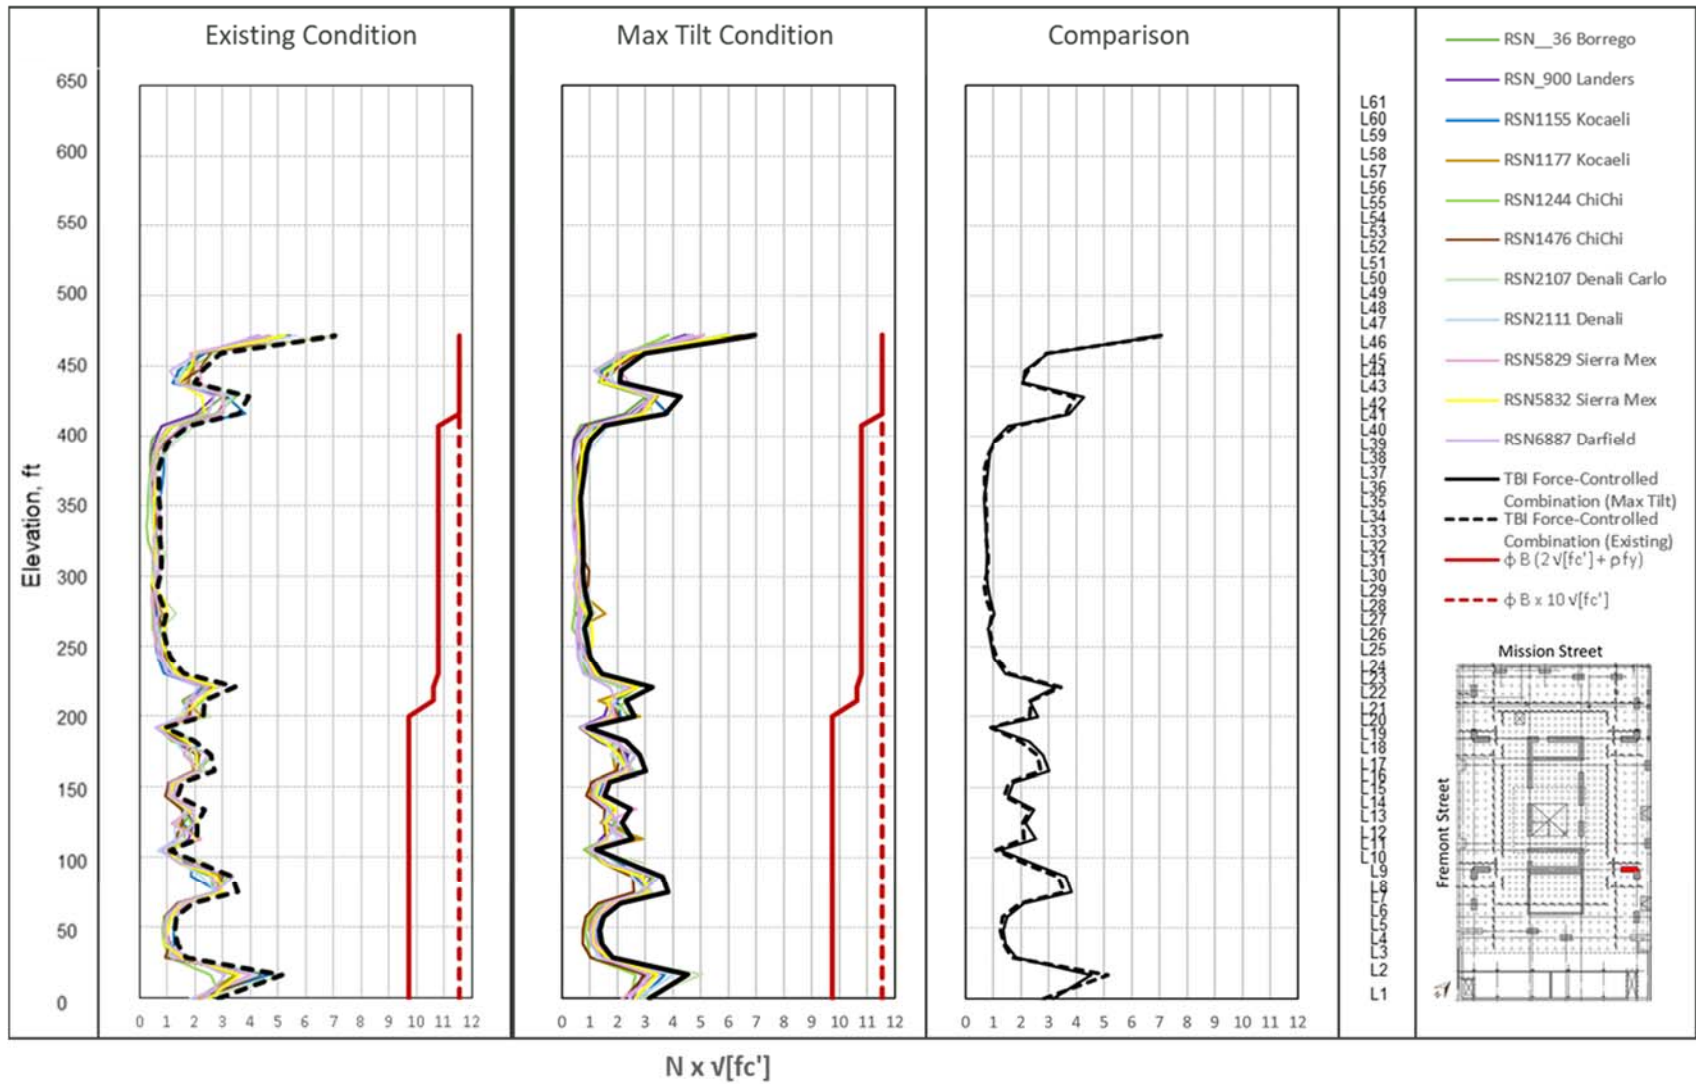 Existing Condition
Max Tilt Condition
Comparison
Elevation, ft
650
600
550
500
450
400
350
300
250
200
150
100
50
0
0 1 2 3 4 5 6 7 8 9 10 11 12
0 1 2 3 4 5 6 7 8 9 10 11 12
0 1 2 3 4 5 6 7 8 9 10 11 12
N x √[fc']
L61
L60
L59
L58
L57
L56
L55
L54
L53
L52
L51
L50
L49
L48
L47
L46
L45
L44
L43
L42
L41
L40
L39
L38
L37
L36
L35
L34
L33
L32
L31
L30
L29
L28
L27
L26
L25
L24
L23
L22
L21
L20
L19
L18
L17
L16
L15
L14
L13
L12
L11
L10
L9
L8
L7
L6
L5
L4
L3
L2
L1
RSN__36 Borrego
RSN_900 Landers
RSN1155 Kocaeli
RSN1177 Kocaeli
RSN1244 ChiChi
RSN1476 ChiChi
RSN2107 Denali Carlo
RSN2111 Denali
RSN5829 Sierra Mex
RSN5832 Sierra Mex
RSN6887 Darfield
TBI Force-Controlled
Combination (Max Tilt)
TBI Force-Controlled
Combination (Existing)
ϕ B (2 √[fc'] + ρ fy)
ϕ B x 10 √[fc']
Mission Street
Fremont Street